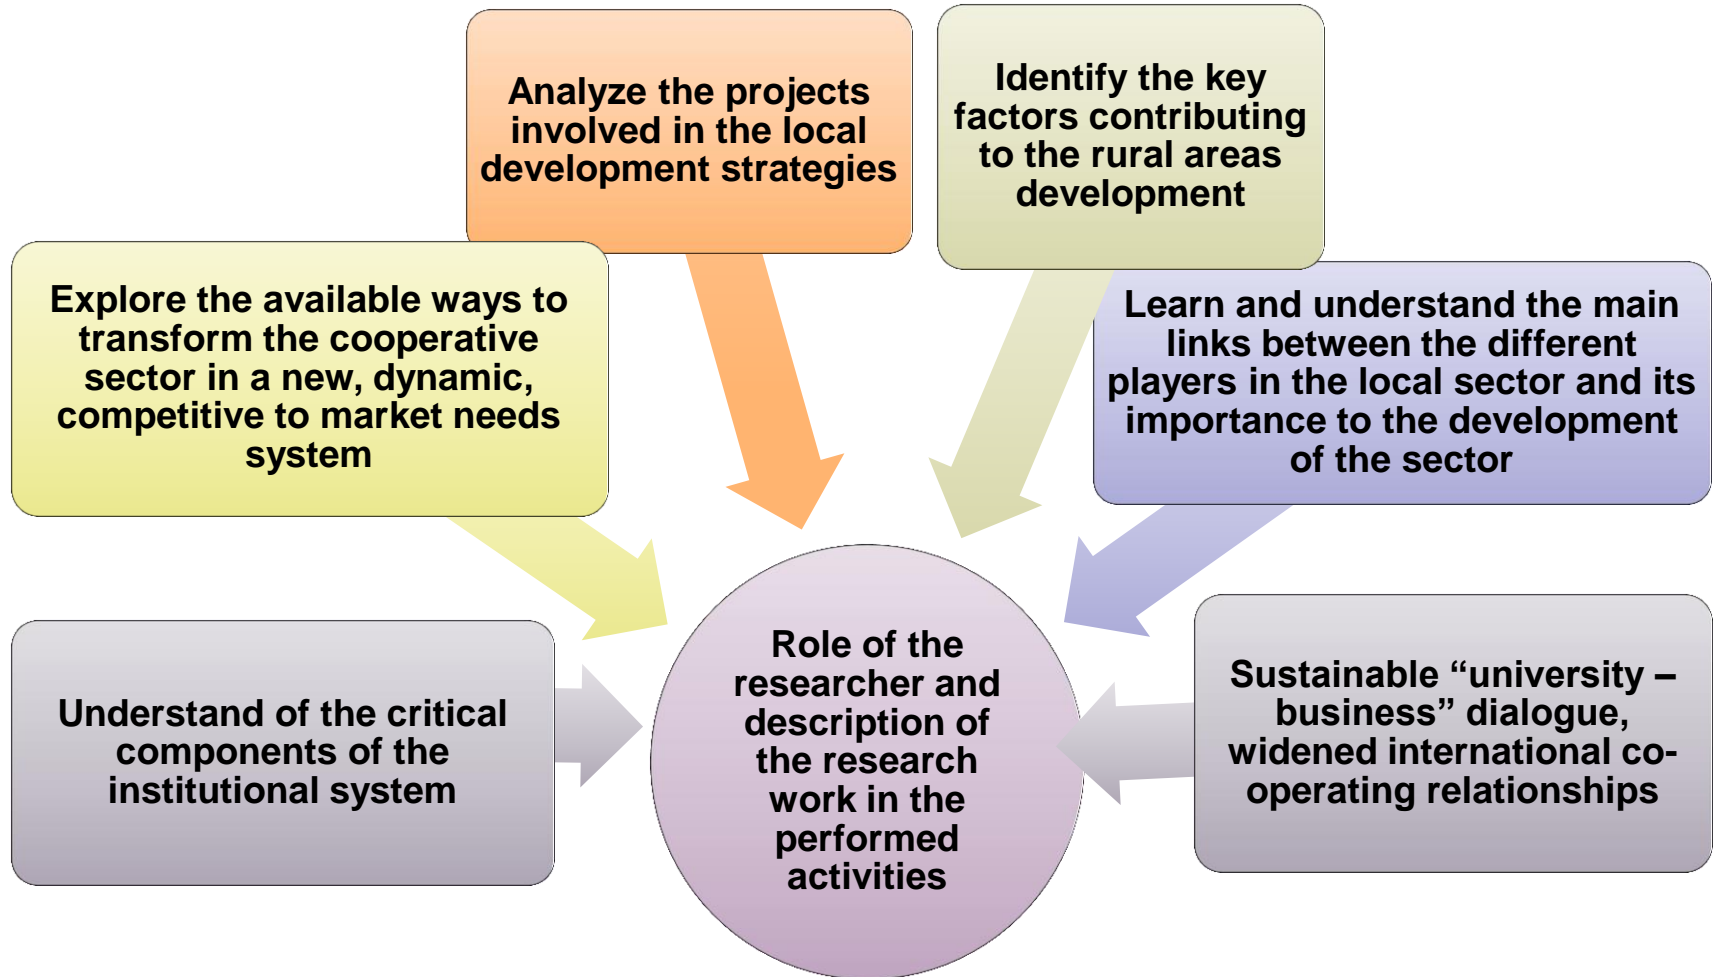 Analyze the projects
involved in the local
development strategies
Identify the key
factors contributing
to the rural areas
development
Explore the available ways to
transform the cooperative
sector in a new, dynamic,
competitive to market needs
system
Learn and understand the main
links between the different
players in the local sector and its
importance to the development
of the sector
Understand of the critical
components of the
institutional system
Role of the
researcher and
description of
the research
work in the
performed
activities
Sustainable “university –
business” dialogue,
widened international co-
operating relationships